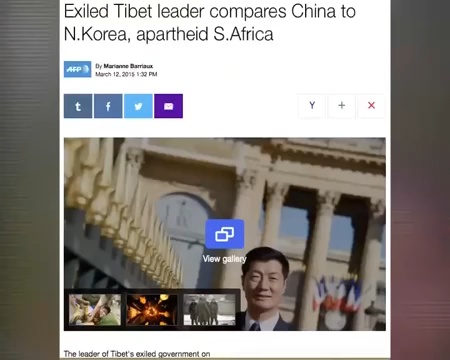 Exiled Tibet leader compares China to
N.Korea, apartheid S.Africa
AFP
By Marianne Barriaux
March 12, 2015 1:32 PM
t
f
Y
View gallery
The leader of Tibet's exiled government on